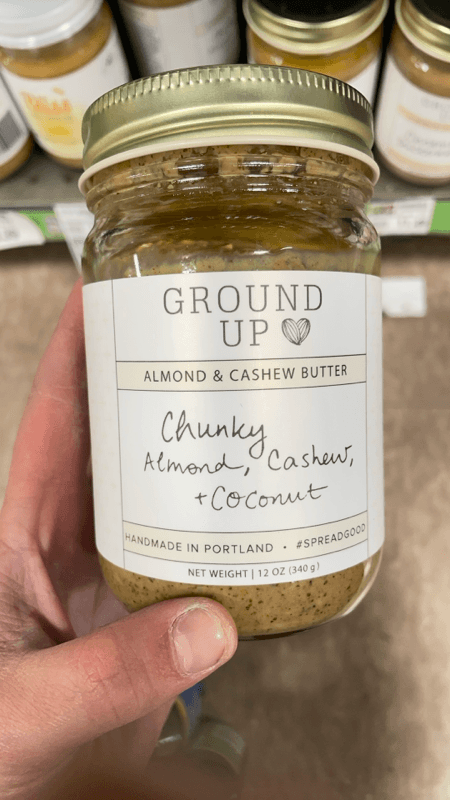 GROUND
UP
ALMOND & CASHEW BUTTER
Chunky
Almond, Cashew,
+ Coconut
HANDMADE IN PORTLAND • #SPREADGOOD
NET WEIGHT | 12 OZ (340 g)